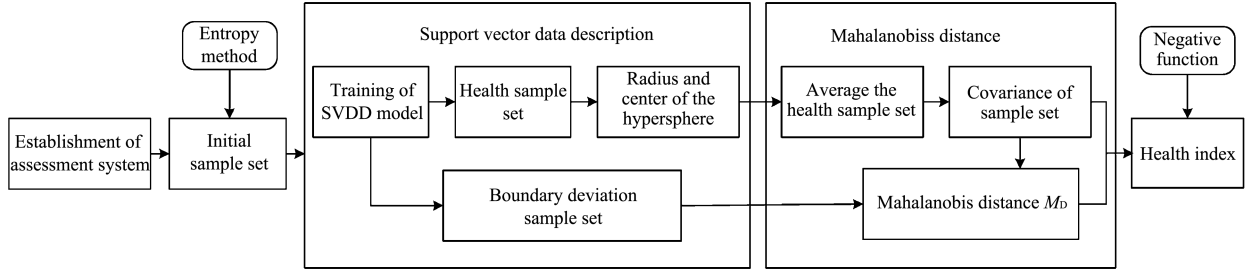 Entropy
method
Establishment of
assessment system
Initial
sample set
Support vector data description
Training of
SVDD model
Health sample
set
Radius and
center of the
hypersphere
Boundary deviation
sample set
Mahalanobiss distance
Average the
health sample set
Covariance of
sample set
Mahalanobis distance MD
Negative
function
Health index